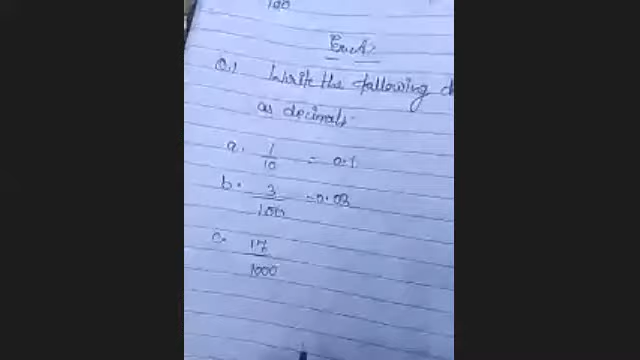 100
Ex. A:
Q.1 Write the following
as decimals.
a. 1/10 = 0.1
b. 3/100 = 0.03
c. 17/1000